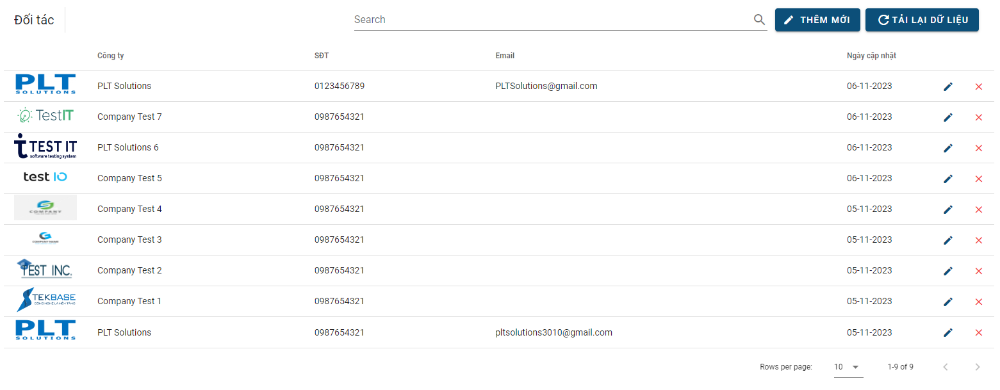 Đối tác
Search
THÊM MỚI
TẢI LẠI DỮ LIỆU
Công ty SĐT Email Ngày cập nhật
PLT
SOLUTIONS
PLT Solutions 0123456789 PLTSolutions@gmail.com 06-11-2023
TestIT
Company Test 7 0987654321 06-11-2023
TEST IT
software testing system
PLT Solutions 6 0987654321 06-11-2023
test IO
Company Test 5 0987654321 06-11-2023
COMPANY
Company Test 4 0987654321 05-11-2023
COMPANY NAME
Company Test 3 0987654321 05-11-2023
TEST INC.
Company Test 2 0987654321 05-11-2023
TEKBASE
CÔNG NGHỆ LÀ NỀN TẢNG
Company Test 1 0987654321 05-11-2023
PLT
SOLUTIONS
PLT Solutions 0987654321 pltsolutions3010@gmail.com 05-11-2023
Rows per page: 10 1-9 of 9